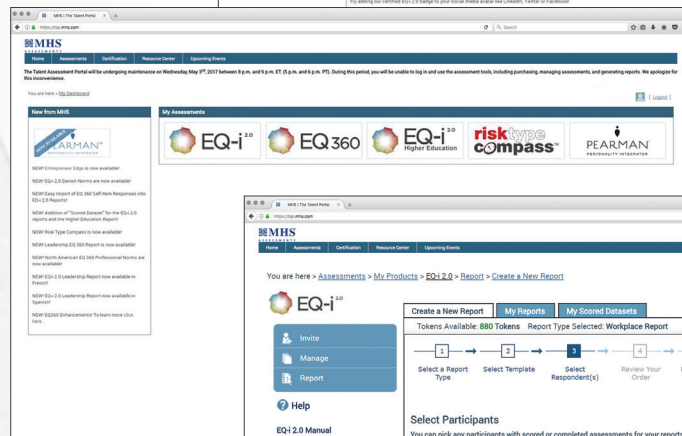 Try adding our certified EQ-i 2.0 badge to your social media avatar like LinkedIn, Twitter or Facebook!
MHS | The Talent Portal
https://tap.mhs.com
Search
MHS
ASSESSMENTS
Home Assessments Certification Resource Center Upcoming Events
The Talent Assessment Portal will be undergoing maintenance on Wednesday, May 3rd, 2017 between 8 p.m. and 9 p.m. ET. (5 p.m. and 6 p.m. PT). During this period, you will be unable to log in and use the assessment tools, including purchasing, managing assessments, and generating reports. We apologize for
this inconvenience.
You are here > My Dashboard
[ Logout ]
New from MHS
NOW AVAILABLE
PEARMAN™
PERSONALITY INTEGRATOR
NEW! Entrepreneur Edge is now available!
NEW! EQ-i 2.0 Danish Norms are now available!
NEW! Easy Import of EQ 360 Self-Item Responses into
EQ-i 2.0 Reports!
NEW! Addition of "Scored Dataset" for the EQ-i 2.0
reports and the Higher Education Report!
NEW! Risk Type Compass is now available!
NEW! Leadership EQ 360 Report is now available!
NEW! North American EQ 360 Professional Norms are
now available!
NEW! EQ-i 2.0 Leadership Report now available in
French!
NEW! EQ-i 2.0 Leadership Report now available in
Spanish!
NEW! EQ360 Enhancements! To learn more click
here.
My Assessments
EQ-i 2.0
EQ 360
EQ-i 2.0
Higher Education
risktype
compass™
PEARMAN
PERSONALITY INTEGRATOR
MHS | The Talent Portal
https://tap.mhs.com
MHS
ASSESSMENTS
Home Assessments Certification Resource Center Upcoming Events
You are here > Assessments > My Products > EQ-i 2.0 > Report > Create a New Report
EQ-i 2.0
Invite
Manage
Report
Help
EQ-i 2.0 Manual
Create a New Report My Reports My Scored Datasets
Tokens Available: 880 Tokens Report Type Selected: Workplace Report
1 2 3 4
Select a Report
Type
Select Template
Select
Respondent(s)
Review Your
Order
Select Participants
You can pick any participants with scored or completed assessments for your reports